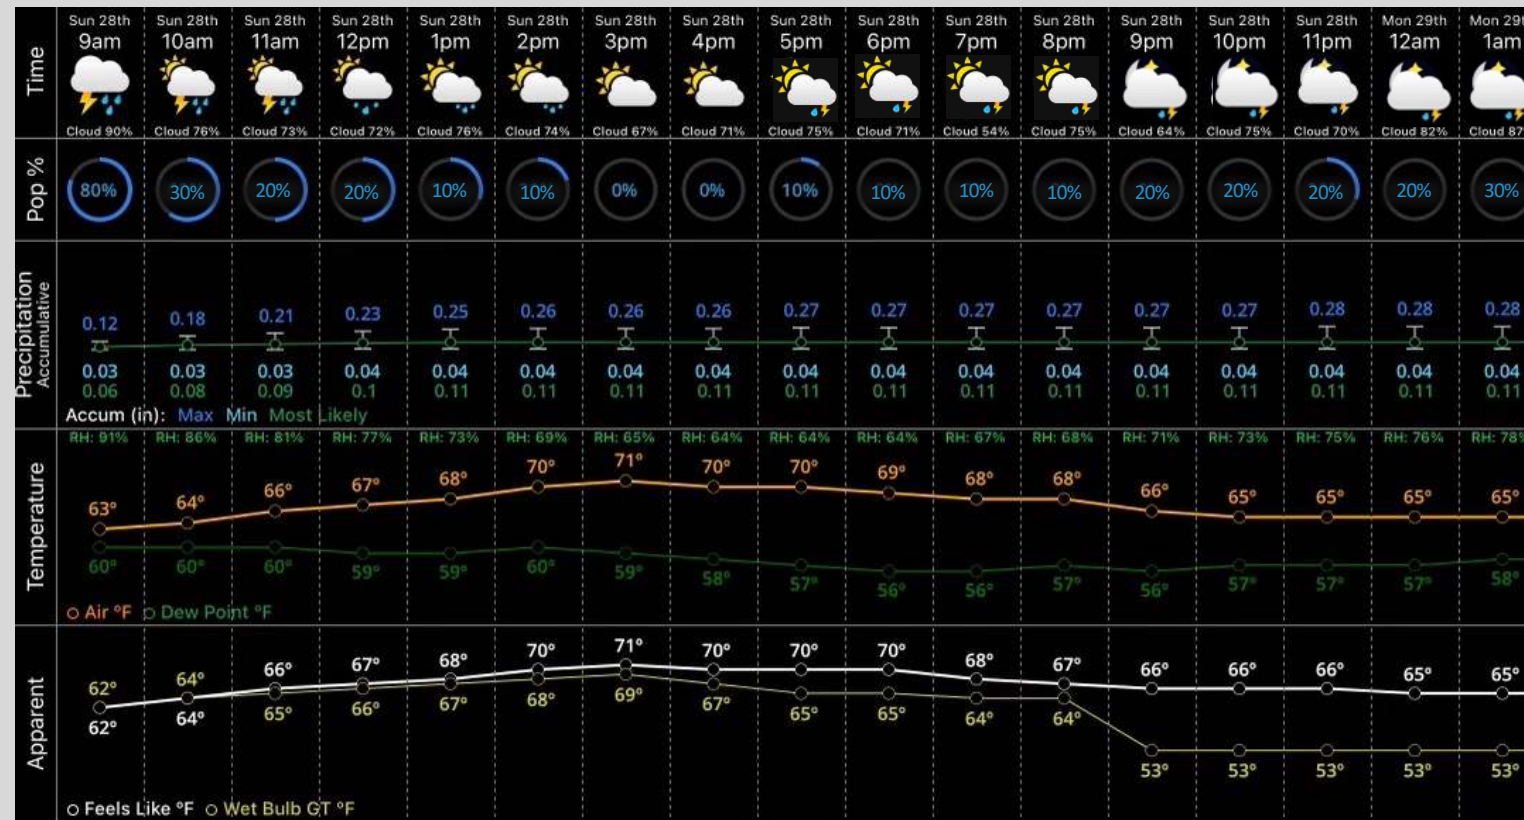 Time
Sun 28th Sun 28th Sun 28th Sun 28th Sun 28th Sun 28th Sun 28th Sun 28th Sun 28th Sun 28th Sun 28th Sun 28th Sun 28th Sun 28th Sun 28th Mon 29th Mon 29t
9am 10am 11am 12pm 1pm 2pm 3pm 4pm 5pm 6pm 7pm 8pm 9pm 10pm 11pm 12am 1am
Cloud 90% Cloud 76% Cloud 73% Cloud 72% Cloud 76% Cloud 74% Cloud 67% Cloud 71% Cloud 75% Cloud 71% Cloud 54% Cloud 75% Cloud 64% Cloud 75% Cloud 70% Cloud 82% Cloud 87%
Pop %
80% 30% 20% 20% 10% 10% 0% 0% 10% 10% 10% 10% 20% 20% 20% 20% 30%
Precipitation
Accumulative
0.12 0.18 0.21 0.23 0.25 0.26 0.26 0.26 0.27 0.27 0.27 0.27 0.27 0.27 0.28 0.28 0.28
0.03 0.03 0.03 0.04 0.04 0.04 0.04 0.04 0.04 0.04 0.04 0.04 0.04 0.04 0.04 0.04 0.04
0.06 0.08 0.09 0.1 0.11 0.11 0.11 0.11 0.11 0.11 0.11 0.11 0.11 0.11 0.11 0.11 0.11
Accum (in): Max Min Most Likely
Temperature
RH: 91% RH: 86% RH: 81% RH: 77% RH: 73% RH: 69% RH: 65% RH: 64% RH: 64% RH: 64% RH: 67% RH: 68% RH: 71% RH: 73% RH: 75% RH: 76% RH: 78%
63° 64° 66° 67° 68° 70° 71° 70° 70° 69° 68° 68° 66° 65° 65° 65° 65°
60° 60° 60° 59° 59° 60° 59° 58° 57° 56° 56° 57° 56° 57° 57° 57° 58°
Air °F Dew Point °F
Apparent
62° 64° 66° 67° 68° 70° 71° 70° 70° 70° 68° 67° 66° 66° 66° 65° 65°
62° 64° 65° 66° 67° 68° 69° 67° 65° 65° 64° 64° 53° 53° 53° 53° 53°
Feels Like °F Wet Bulb GT °F